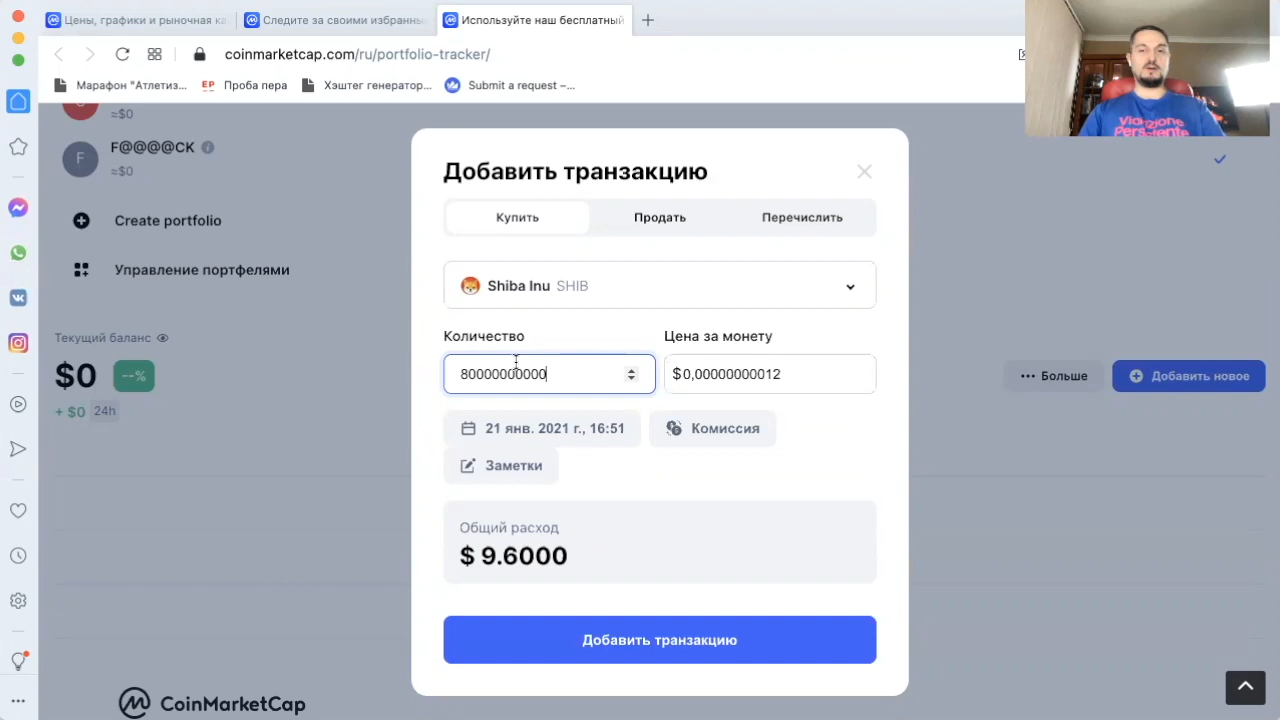 Цены, графики и рыночная ка
Следите за своими избранны
Используйте наш бесплатный
coinmarketcap.com/ru/portfolio-tracker/
Марафон "Атлетиз...
EP Проба пера
Хэштег генератор...
Submit a request –...
≈$0
F F@@@@CK
≈$0
Create portfolio
Управление портфелями
Текущий баланс
$0
--%
+ $0 24h
Добавить транзакцию
Купить
Продать
Перечислить
Shiba Inu SHIB
Количество
Цена за монету
80000000000
$0,00000000012
21 янв. 2021 г., 16:51
Комиссия
Заметки
Общий расход
$ 9.6000
Добавить транзакцию
Больше
Добавить новое
CoinMarketCap
Viandzione
Persistente